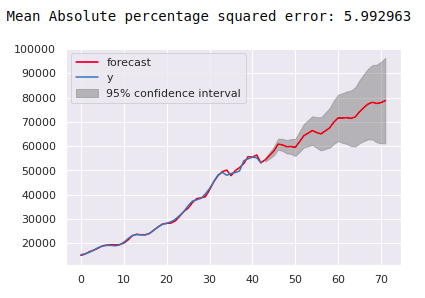 Mean Absolute percentage squared error: 5.992963
100000
90000
80000
70000
60000
50000
40000
30000
20000
forecast
y
95% confidence interval
0 10 20 30 40 50 60 70